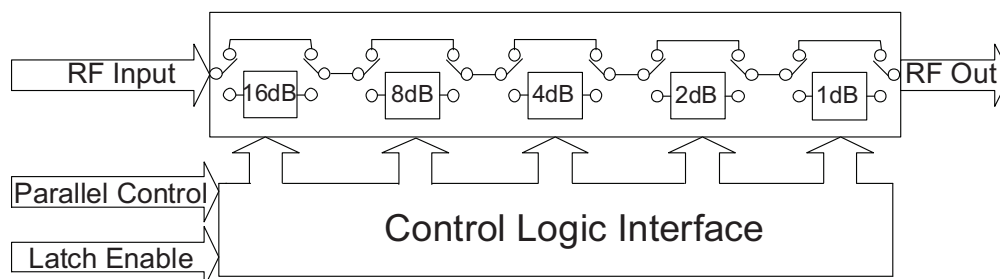 RF Input
16dB
8dB
4dB
2dB
1dB
RF Out
Parallel Control
Latch Enable
Control Logic Interface